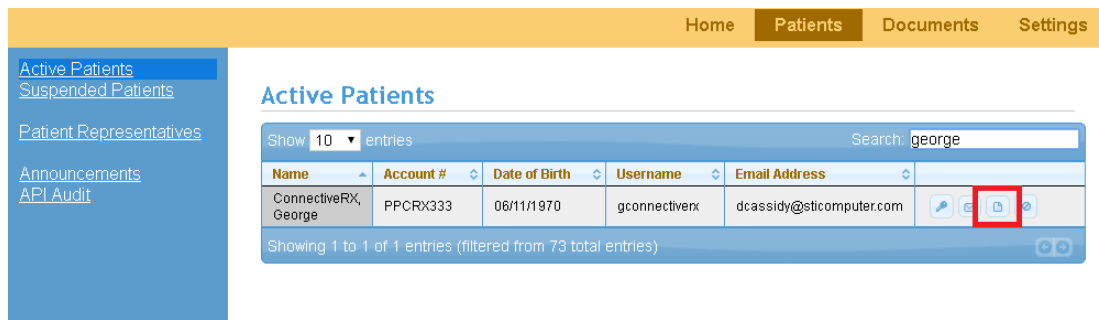 Home Patients Documents Settings
Active Patients
Suspended Patients
Patient Representatives
Announcements
API Audit
Active Patients
Show 10 entries Search: george
Name Account # Date of Birth Username Email Address
ConnectiveRX, George PPCRX333 06/11/1970 gconnectiverx dcassidy@sticomputer.com
Showing 1 to 1 of 1 entries (filtered from 73 total entries)